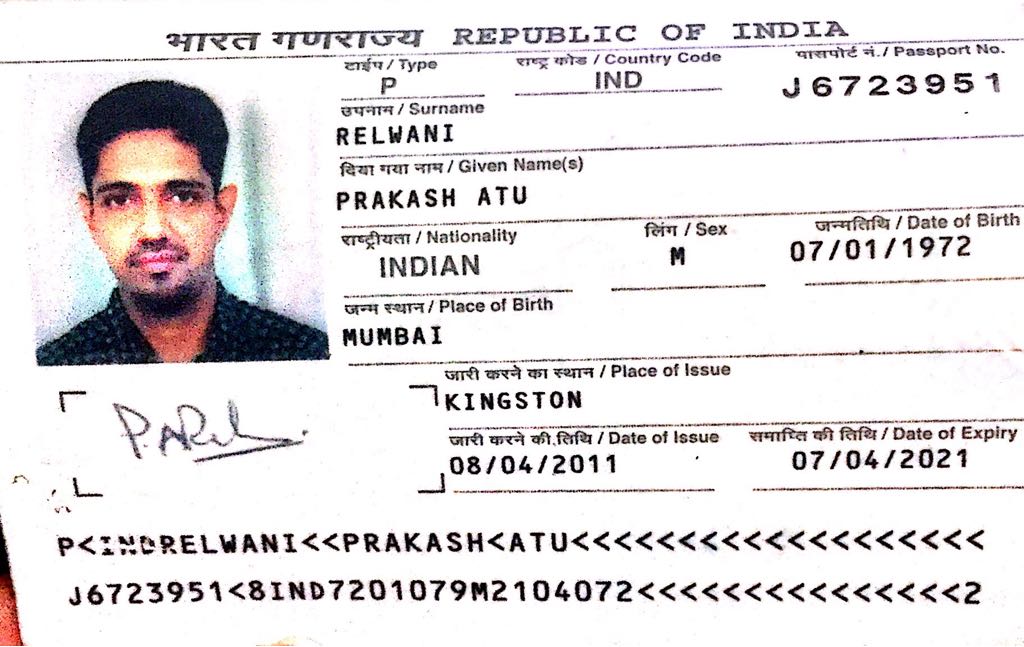 भारत गणराज्य REPUBLIC OF INDIA
टाईप / Type राष्ट्र कोड / Country Code पासपोर्ट नं. / Passport No.
P IND J6723951
उपनाम / Surname
RELWANI
दिया गया नाम / Given Name(s)
PRAKASH ATU
राष्ट्रीयता / Nationality लिंग / Sex जन्मतिथि / Date of Birth
INDIAN M 07/01/1972
जन्म स्थान / Place of Birth
MUMBAI
जारी करने का स्थान / Place of Issue
KINGSTON
जारी करने की तिथि / Date of Issue समाप्ति की तिथि / Date of Expiry
08/04/2011 07/04/2021
P<INDRELWANI<<PRAKASH<ATU<<<<<<<<<<<<<<<<<<<
J6723951<8IND7201079M2104072<<<<<<<<<<<<<<<2